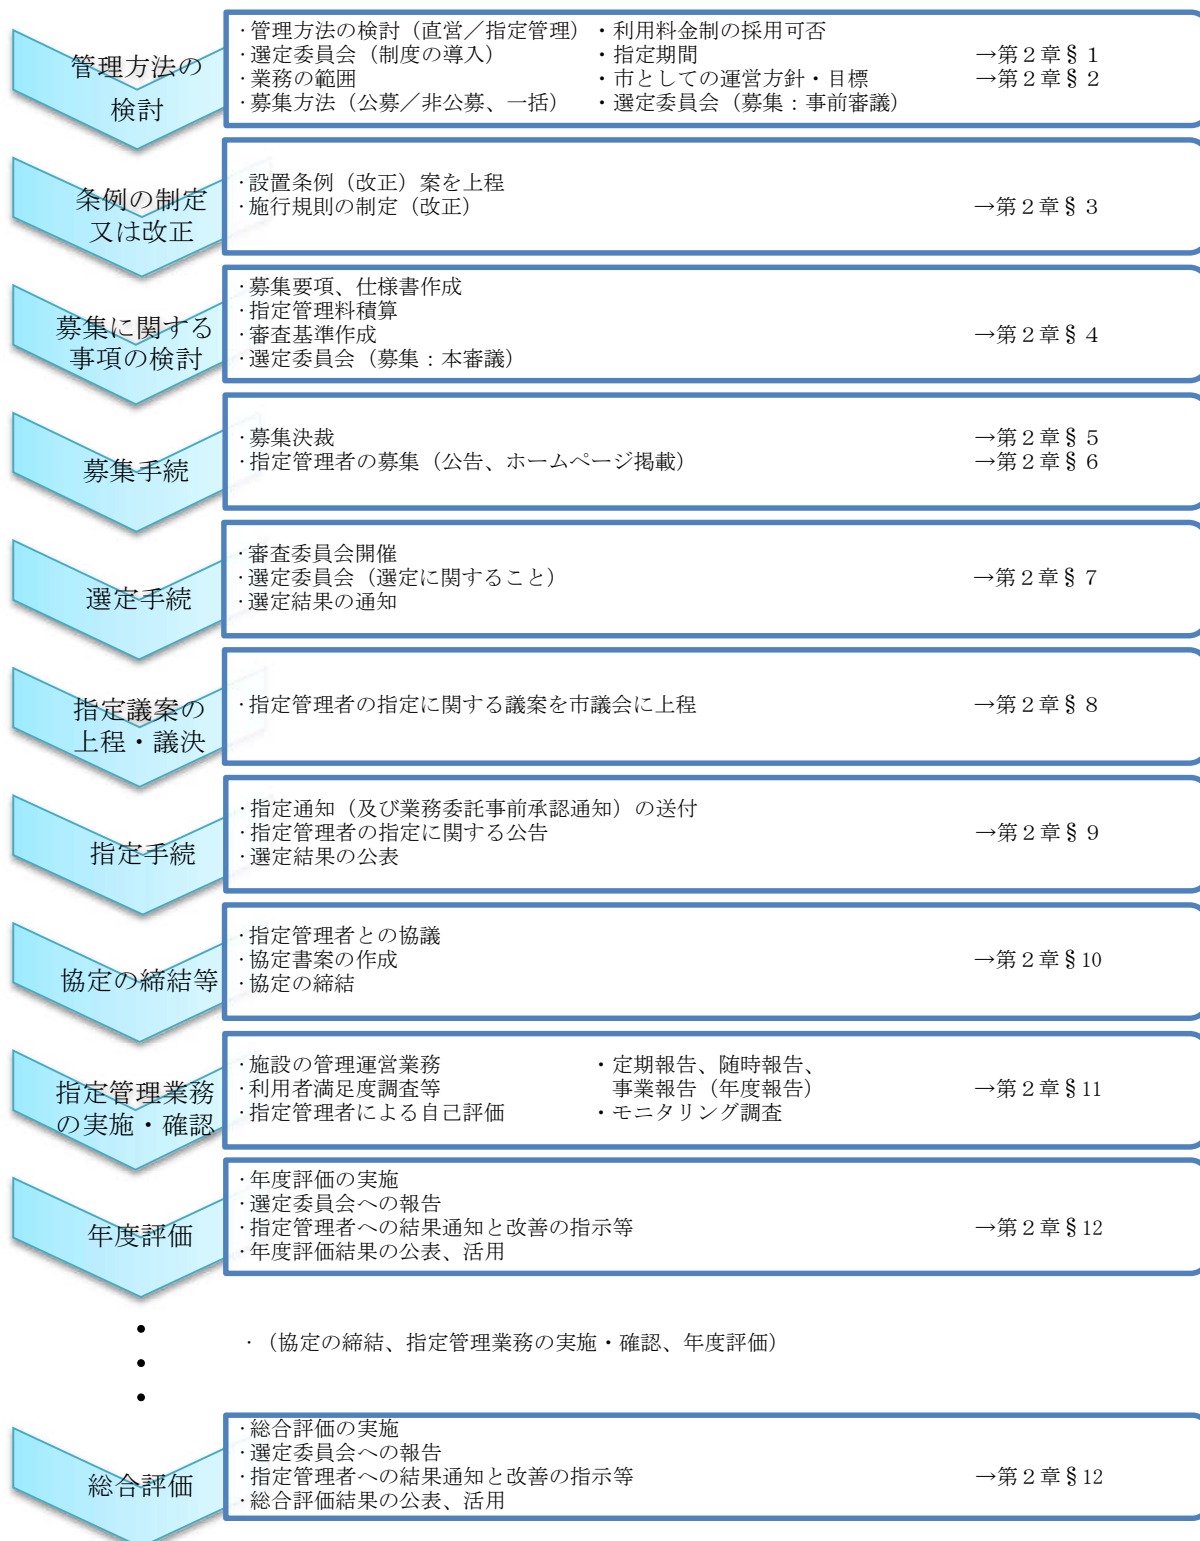 管理方法の
検討
・管理方法の検討（直営／指定管理）・利用料金制の採用可否
・選定委員会（制度の導入）　・指定期間　→第２章§１
・業務の範囲　・市としての運営方針・目標　→第２章§２
・募集方法（公募／非公募、一括）　・選定委員会（募集：事前審議）
条例の制定
又は改正
・設置条例（改正）案を上程
・施行規則の制定（改正）　→第２章§３
募集に関する
事項の検討
・募集要項、仕様書作成
・指定管理料積算
・審査基準作成　→第２章§４
・選定委員会（募集：本審議）
募集手続
・募集決裁　→第２章§５
・指定管理者の募集（公告、ホームページ掲載）　→第２章§６
選定手続
・審査委員会開催
・選定委員会（選定に関すること）　→第２章§７
・選定結果の通知
指定議案の
上程・議決
・指定管理者の指定に関する議案を市議会に上程　→第２章§８
指定手続
・指定通知（及び業務委託事前承認通知）の送付
・指定管理者の指定に関する公告　→第２章§９
・選定結果の公表
協定の締結等
・指定管理者との協議
・協定書案の作成　→第２章§10
・協定の締結
指定管理業務
の実施・確認
・施設の管理運営業務　・定期報告、随時報告、
・利用者満足度調査等　事業報告（年度報告）　→第２章§11
・指定管理者による自己評価　・モニタリング調査
年度評価
・年度評価の実施
・選定委員会への報告
・指定管理者への結果通知と改善の指示等　→第２章§12
・年度評価結果の公表、活用
・（協定の締結、指定管理業務の実施・確認、年度評価）
総合評価
・総合評価の実施
・選定委員会への報告
・指定管理者への結果通知と改善の指示等　→第２章§12
・総合評価結果の公表、活用